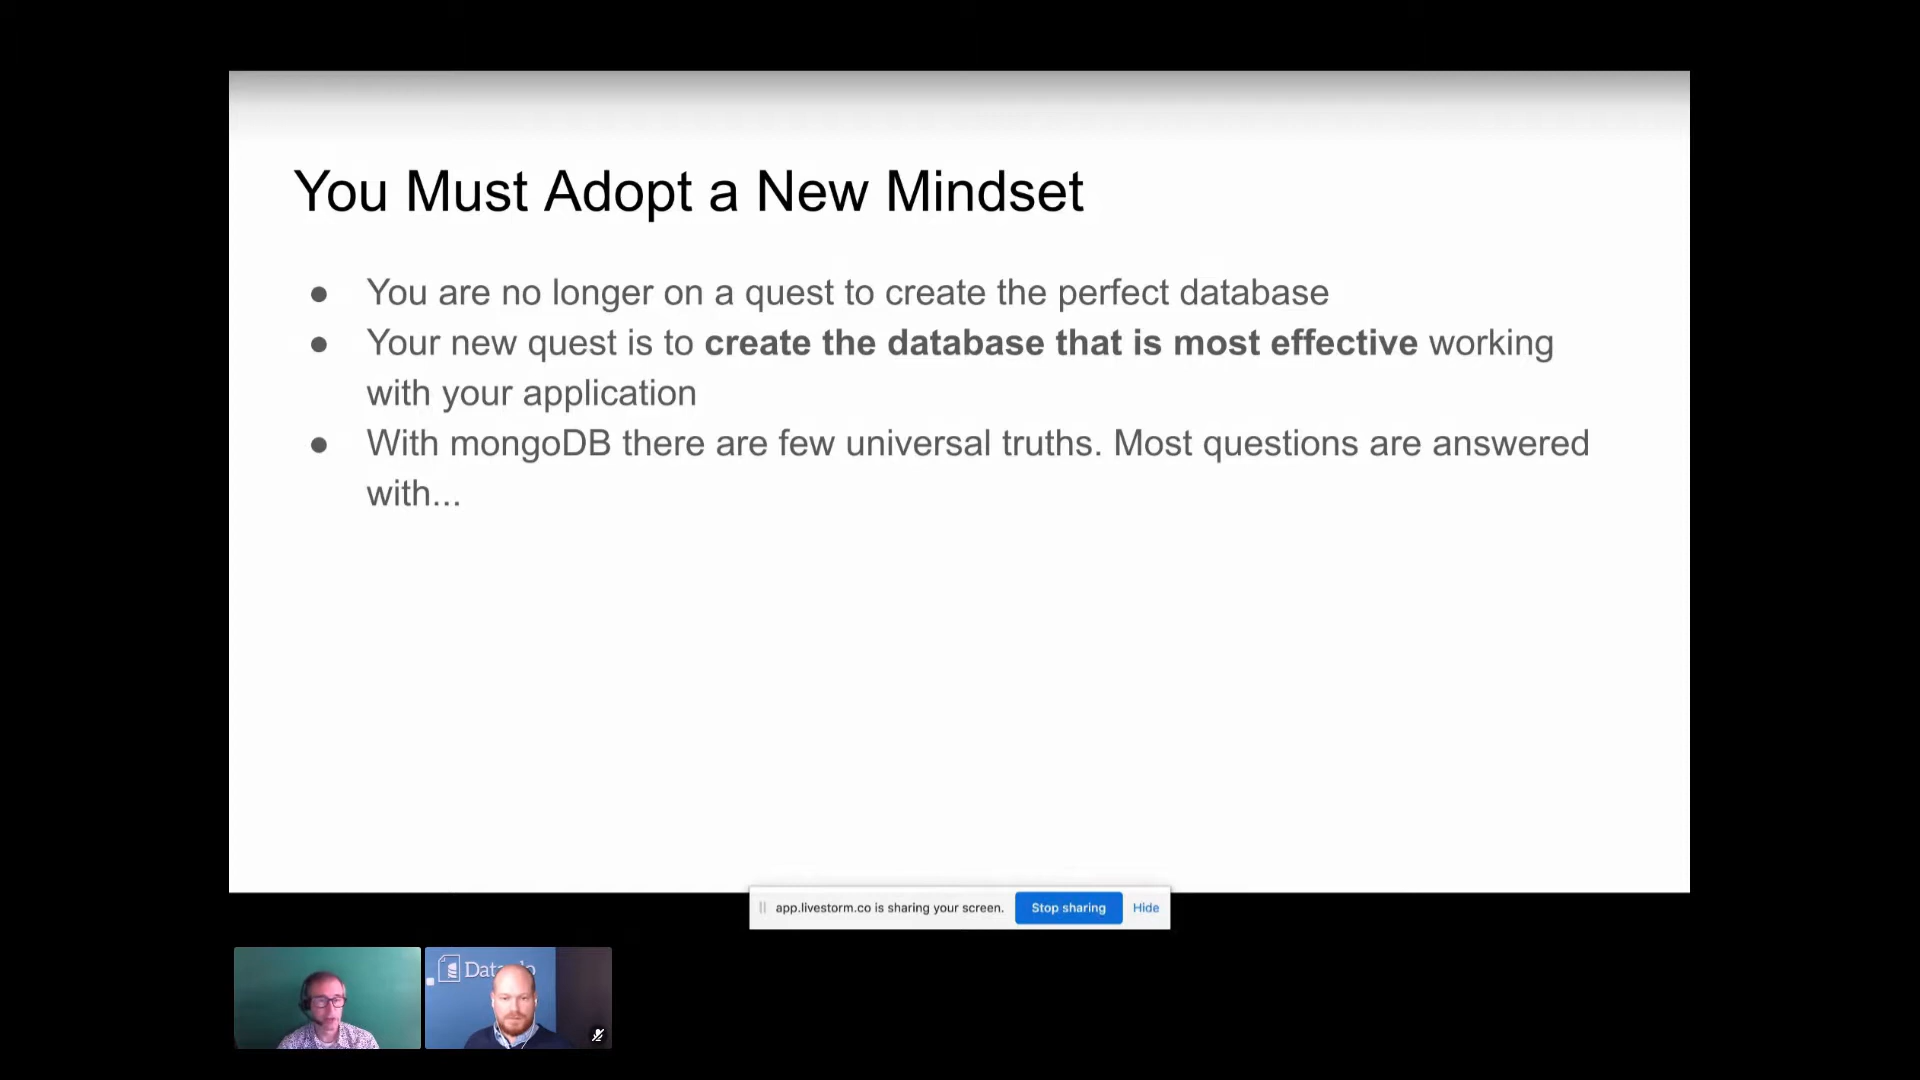 You Must Adopt a New Mindset
● You are no longer on a quest to create the perfect database
● Your new quest is to create the database that is most effective working
with your application
● With mongoDB there are few universal truths. Most questions are answered
with...
app.livestorm.co is sharing your screen. Stop sharing Hide